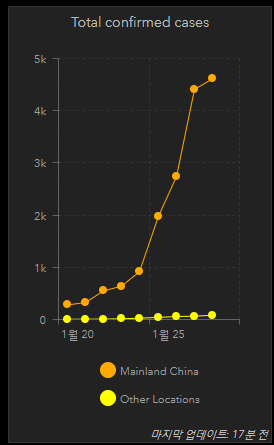 Total confirmed cases
5k
4k
3k
2k
1k
0
1월 20
1월 25
Mainland China
Other Locations
마지막 업데이트: 17분 전